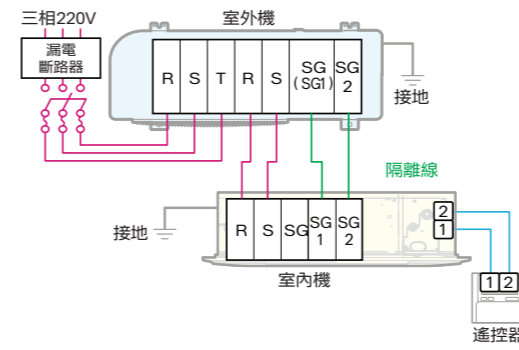 三相220V
室外機
漏電
斷路器
R S T R S SG SG
(SG1) 2
接地
隔離線
接地
R S SG SG SG
1 2
2
1
室內機
1 2
遙控器